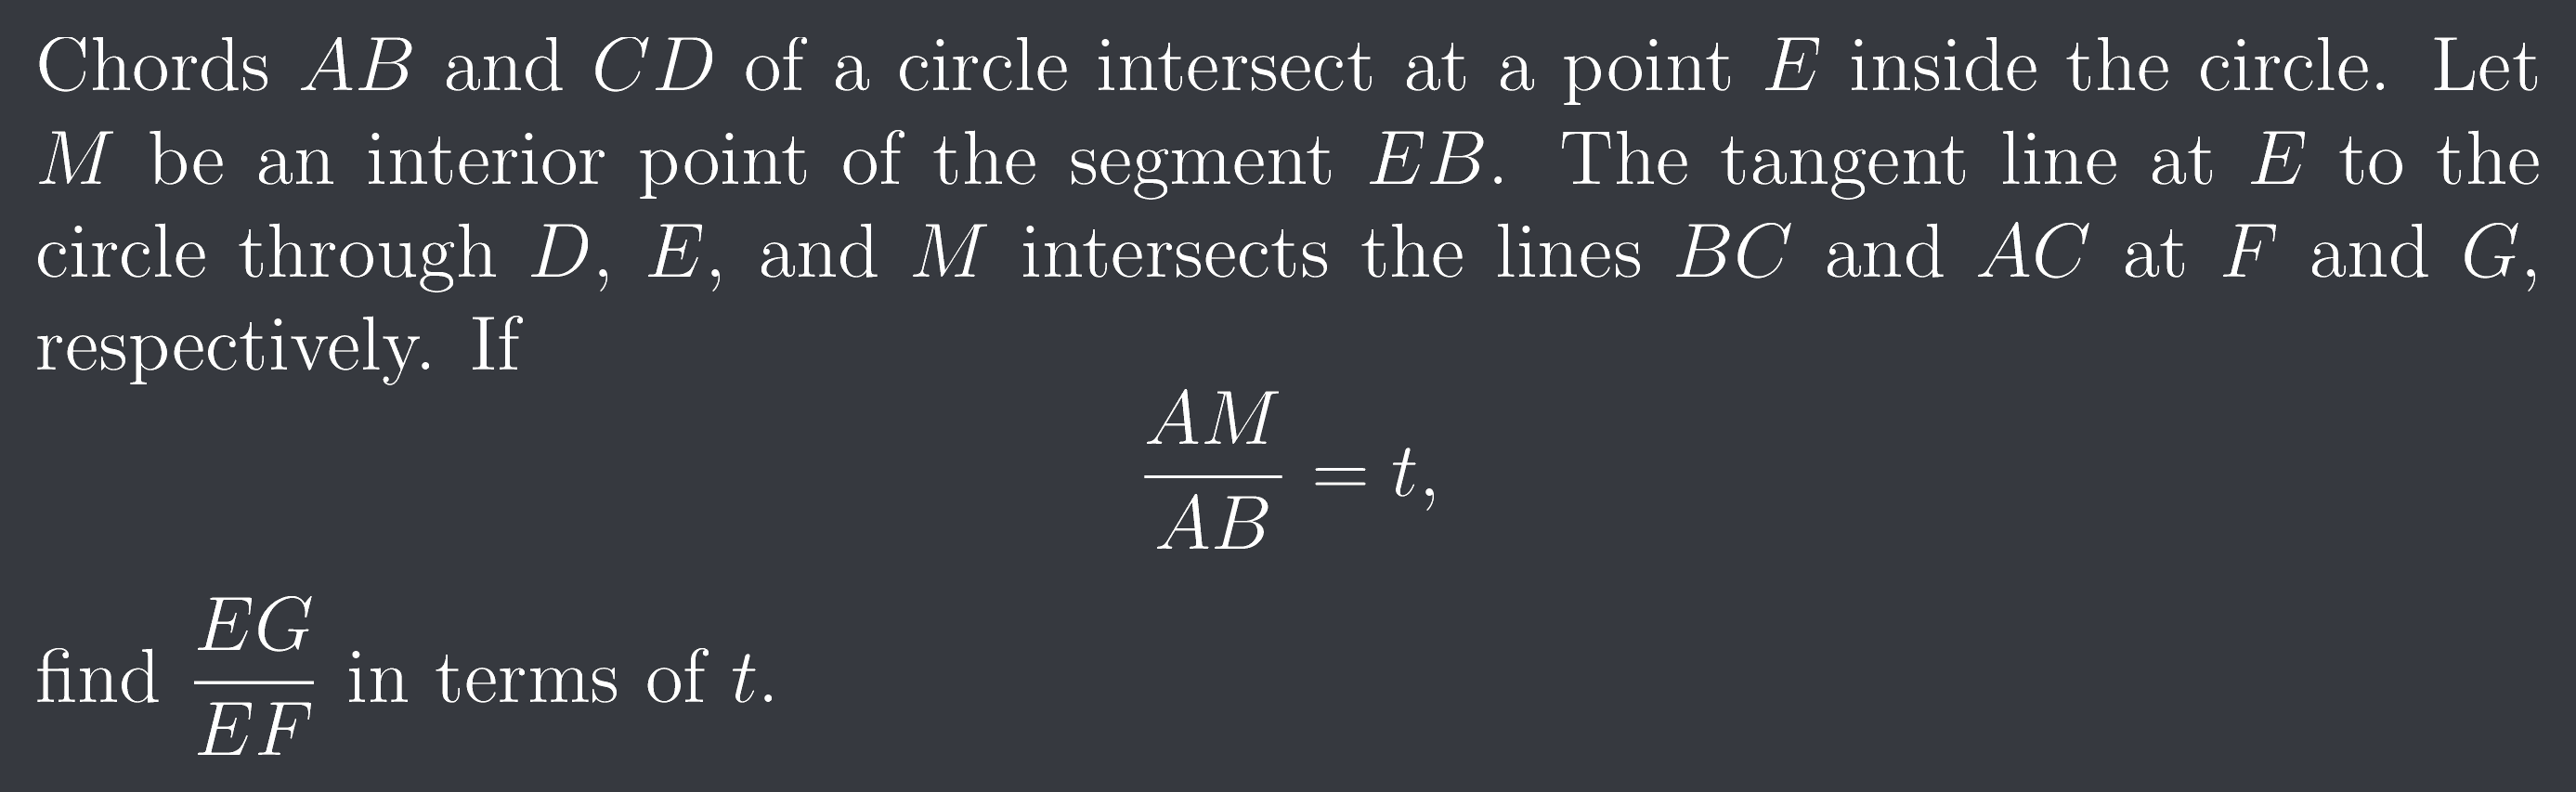 Chords AB and CD of a circle intersect at a point E inside the circle. Let
M be an interior point of the segment EB. The tangent line at E to the
circle through D, E, and M intersects the lines BC and AC at F and G,
respectively. If
\frac{AM}{AB} = t,
find \frac{EG}{EF} in terms of t.